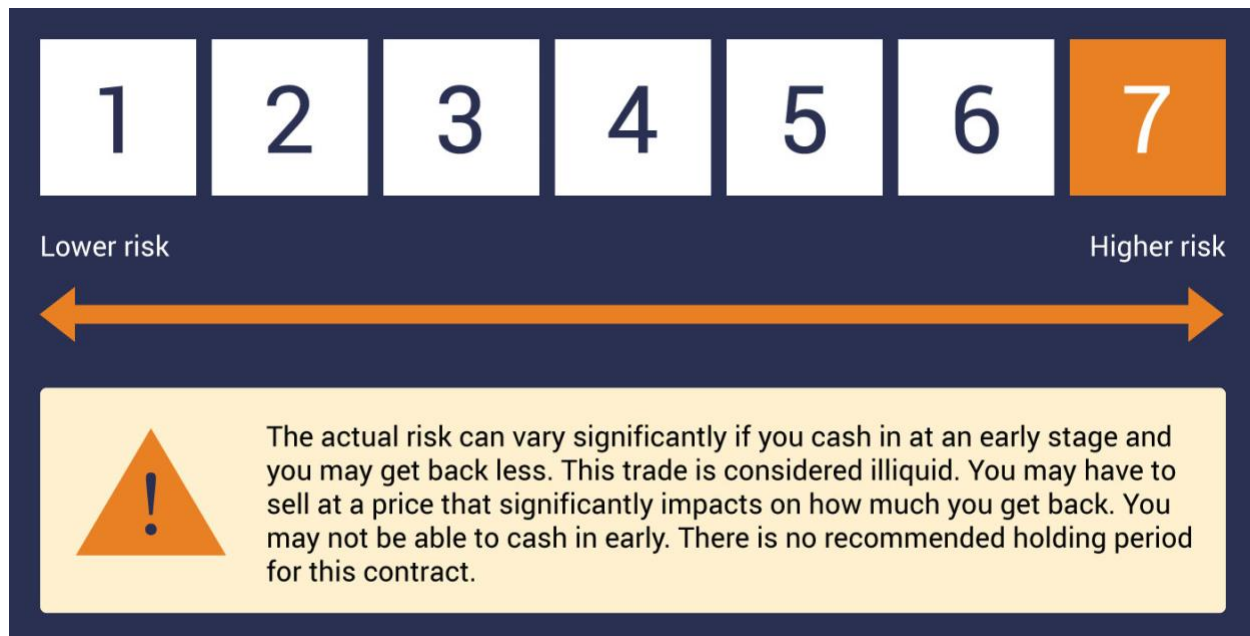 1 2 3 4 5 6 7
Lower risk Higher risk
!
The actual risk can vary significantly if you cash in at an early stage and
you may get back less. This trade is considered illiquid. You may have to
sell at a price that significantly impacts on how much you get back. You
may not be able to cash in early. There is no recommended holding period
for this contract.